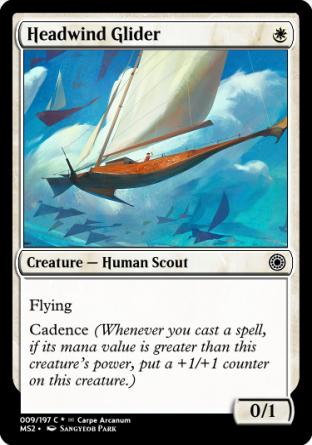 Headwind Glider
Creature — Human Scout
Flying
Cadence (Whenever you cast a spell,
if its mana value is greater than this
creature's power, put a +1/+1 counter
on this creature.)
0/1
009/197 C * ∞ Carpe Arcanum
MS2 • Sangyeob Park